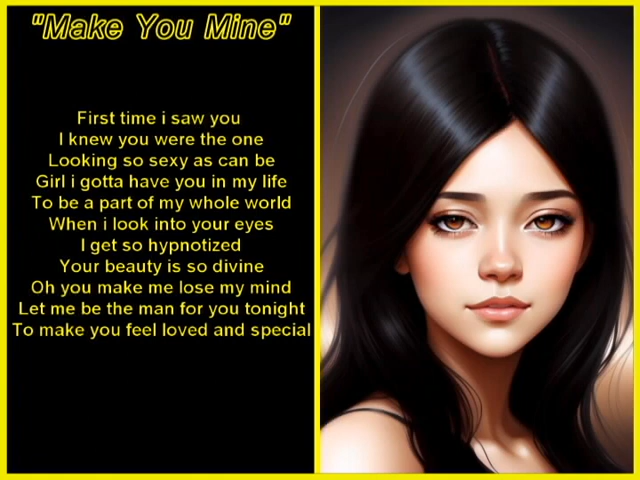 "Make You Mine"
First time i saw you
I knew you were the one
Looking so sexy as can be
Girl i gotta have you in my life
To be a part of my whole world
When i look into your eyes
I get so hypnotized
Your beauty is so divine
Oh you make me lose my mind
Let me be the man for you tonight
To make you feel loved and special